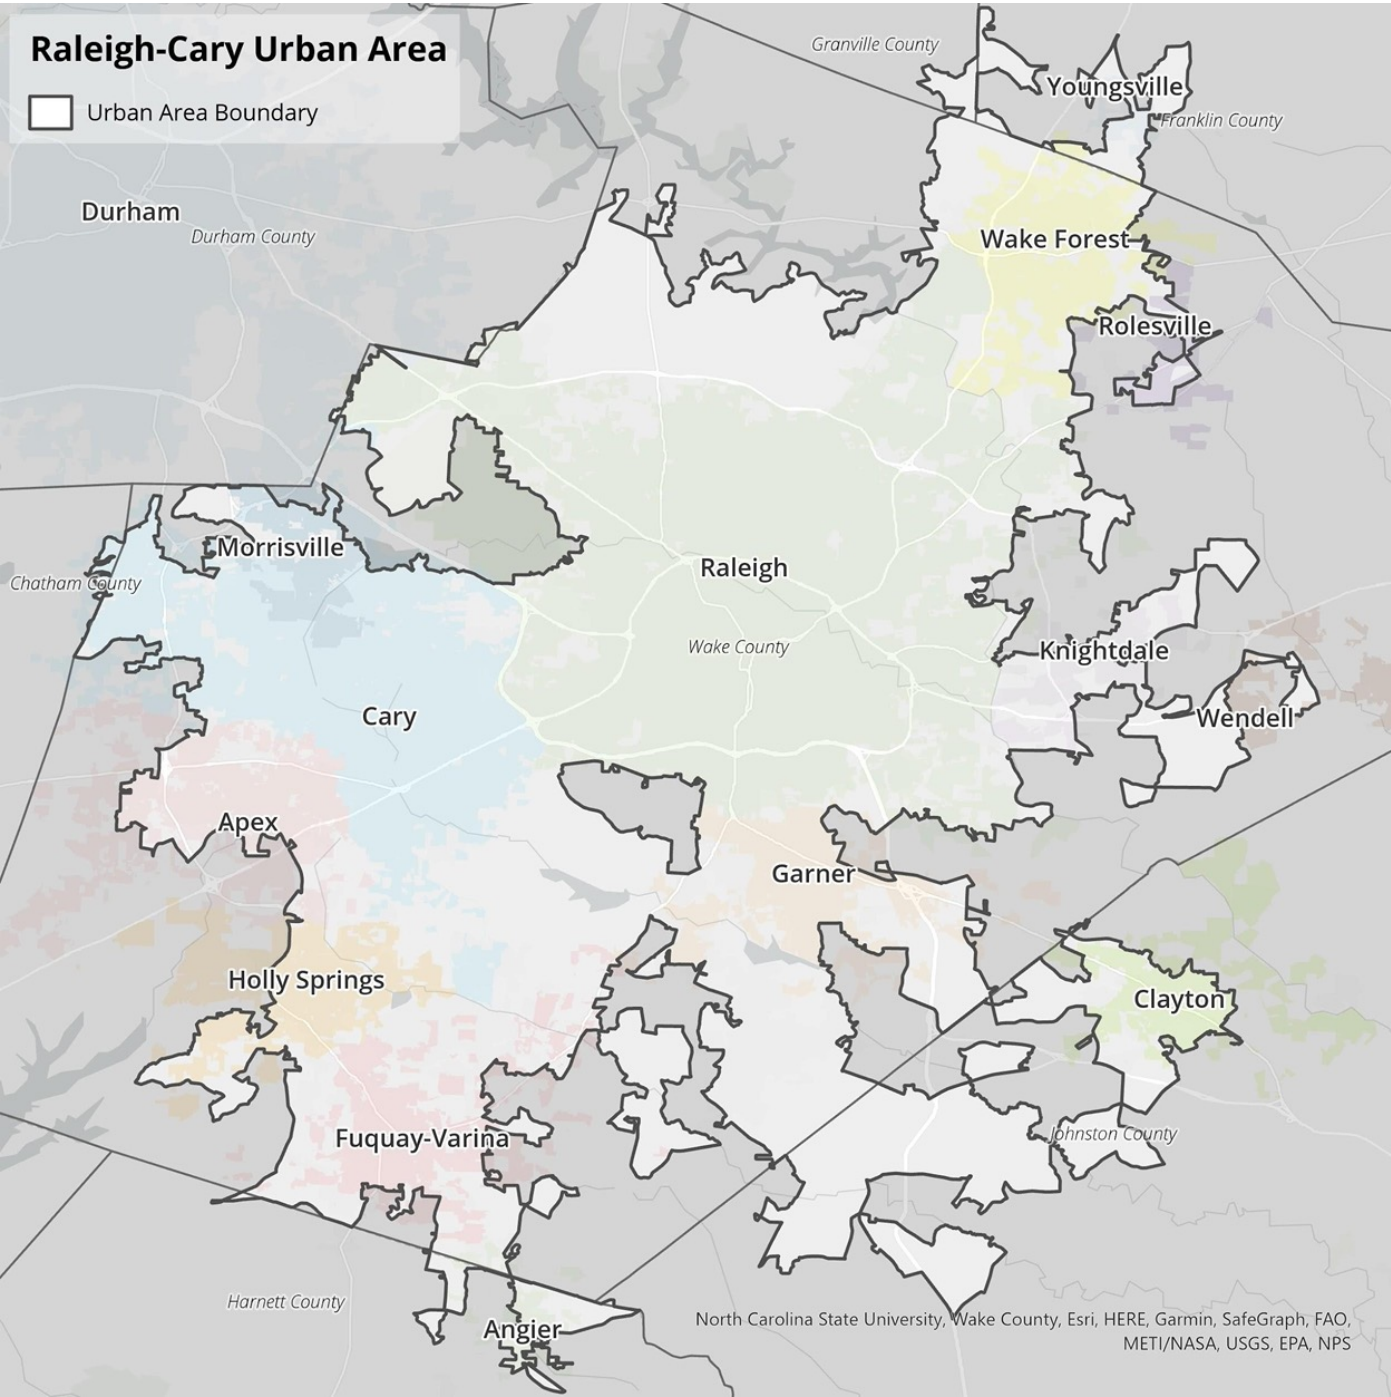 Raleigh-Cary Urban Area
Urban Area Boundary
Granville County
Youngsville
Franklin County
Durham
Durham County
Wake Forest
Rolesville
Morrisville
Raleigh
Chatham County
Wake County
Knightdale
Cary
Wendell
Apex
Garner
Holly Springs
Clayton
Fuquay-Varina
Johnston County
Harnett County
Angier
North Carolina State University, Wake County, Esri, HERE, Garmin, SafeGraph, FAO,
METI/NASA, USGS, EPA, NPS